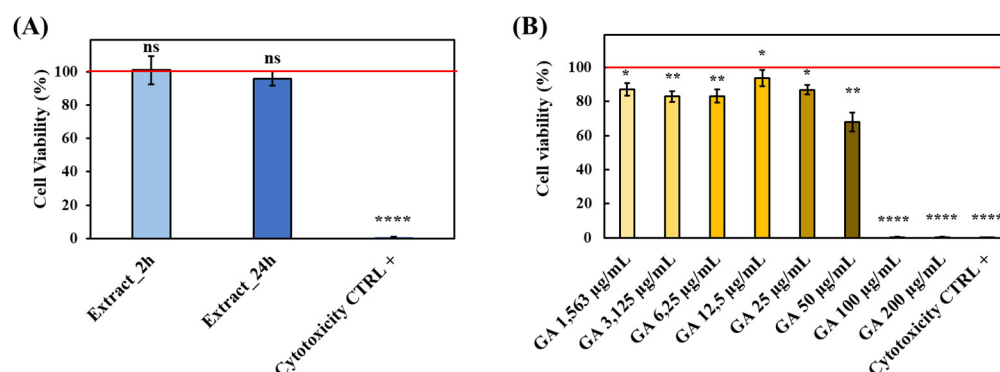 (A)
ns
ns
****
Cell Viability (%)
100
80
60
40
20
0
Extract_2h
Extract_24h
Cytotoxicity CTRL +
(B)
*
**
**
*
*
**
****
****
****
Cell viability (%)
100
80
60
40
20
0
GA 1,563 µg/mL
GA 3,125 µg/mL
GA 6,25 µg/mL
GA 12,5 µg/mL
GA 25 µg/mL
GA 50 µg/mL
GA 100 µg/mL
GA 200 µg/mL
Cytotoxicity CTRL +